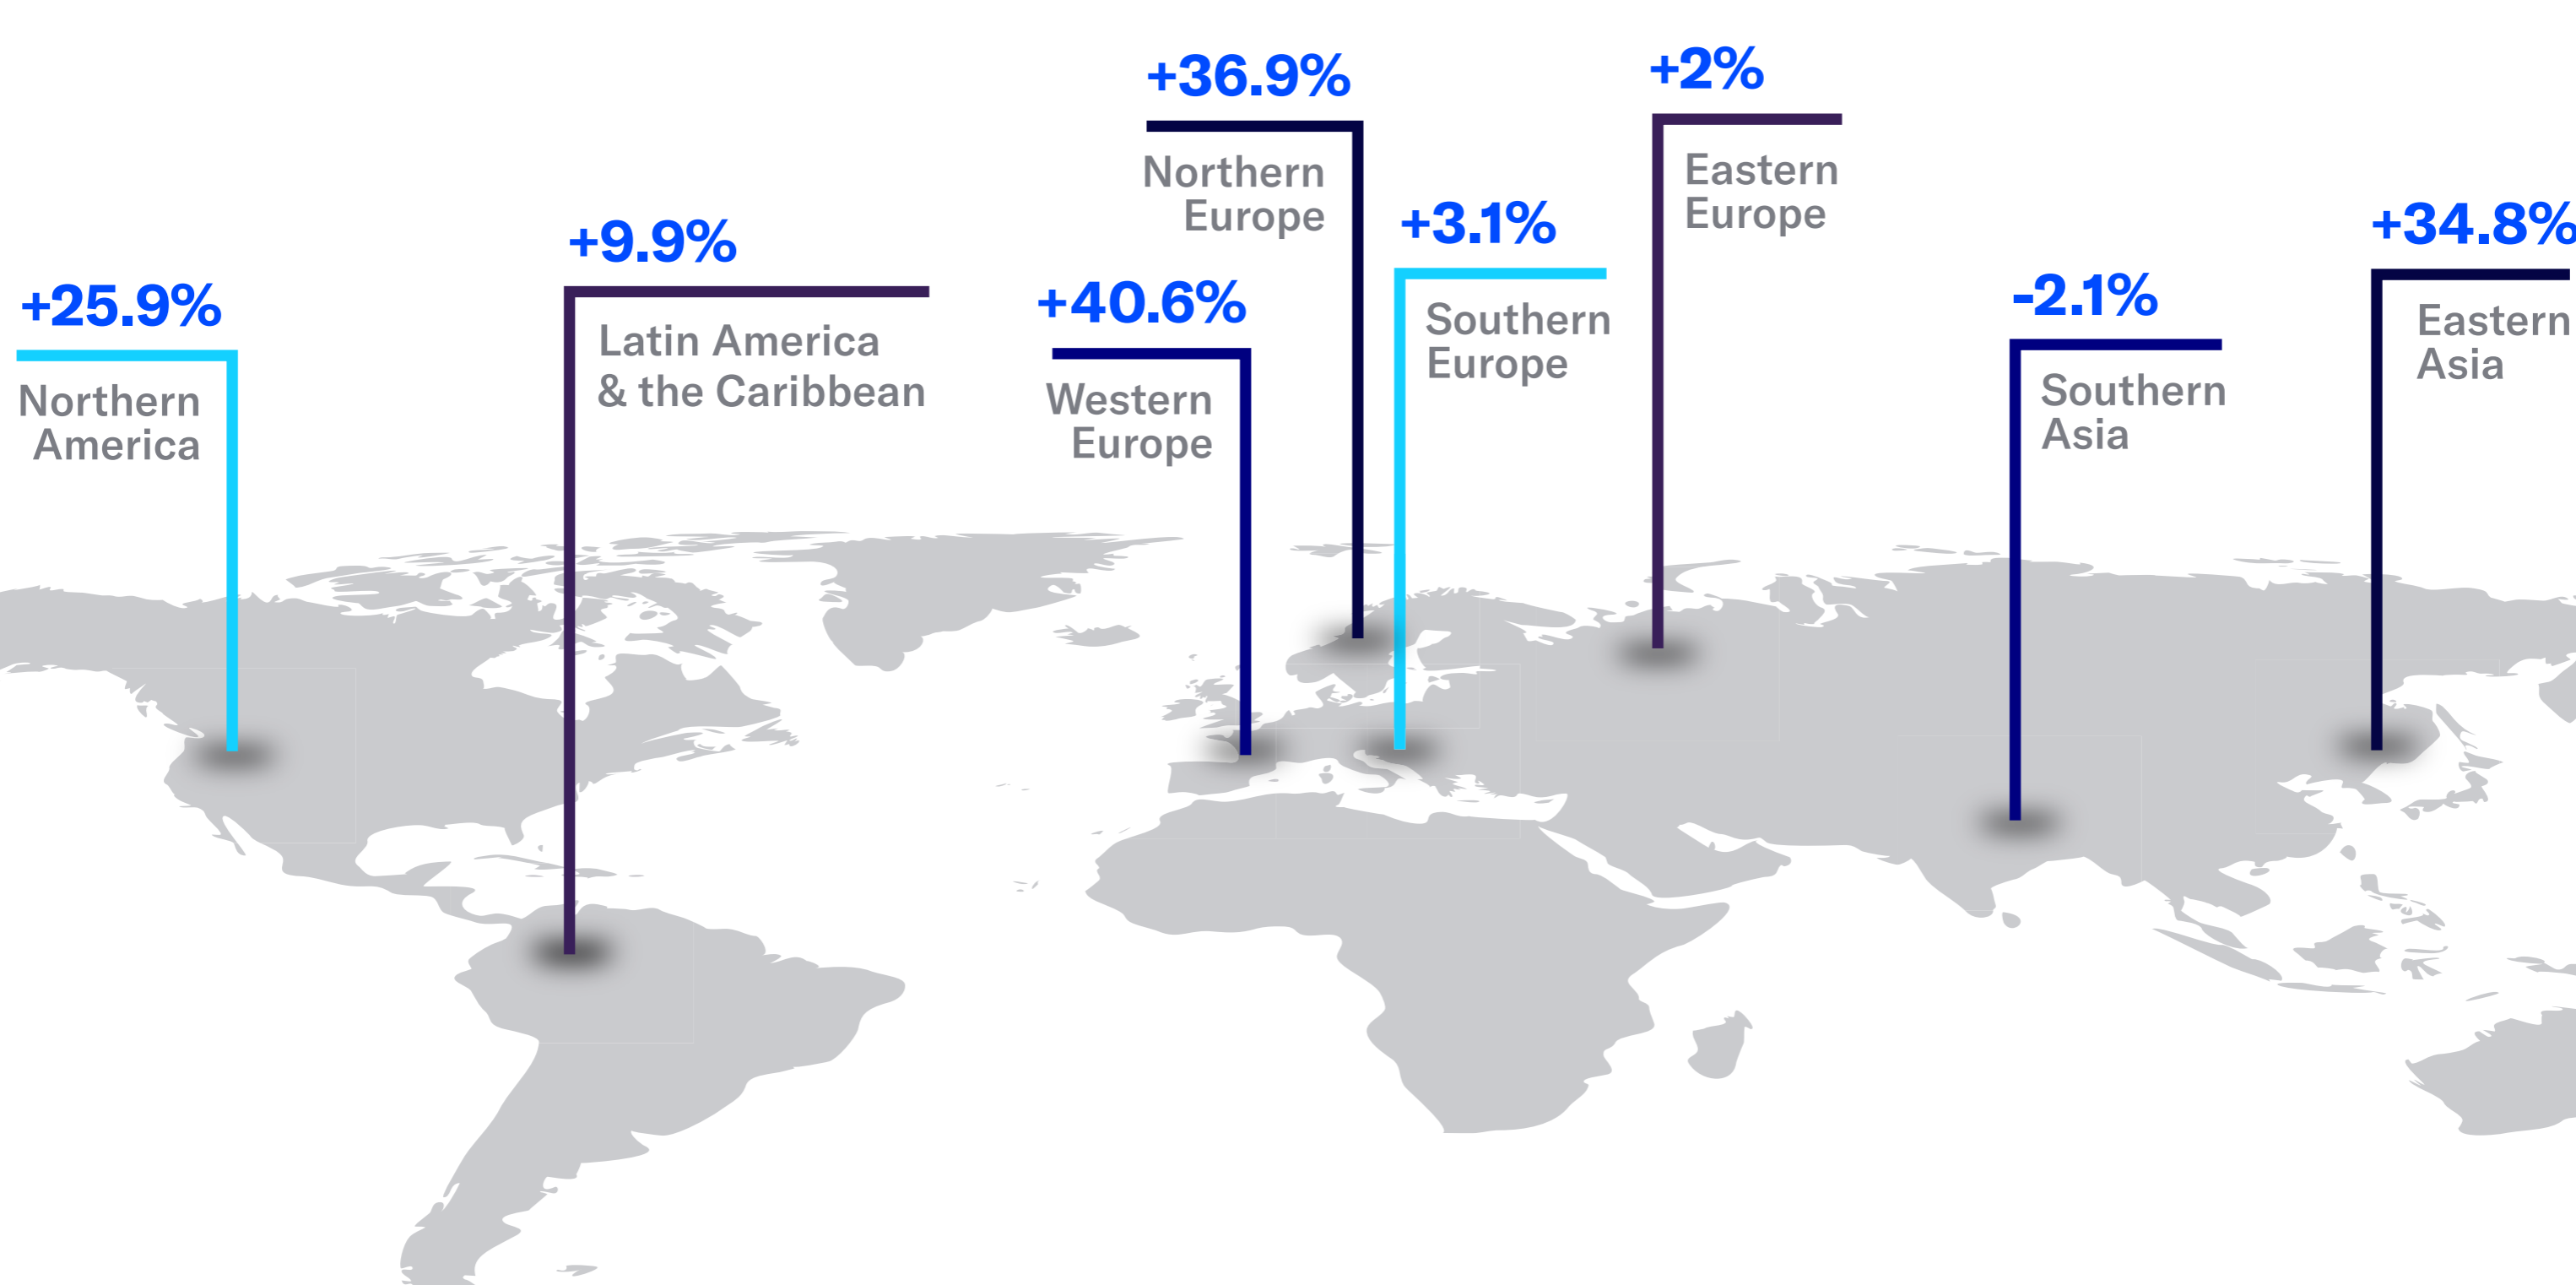 +25.9%
Northern
America
+9.9%
Latin America
& the Caribbean
+40.6%
Western
Europe
+36.9%
Northern
Europe
+3.1%
Southern
Europe
+2%
Eastern
Europe
-2.1%
Southern
Asia
+34.8%
Eastern
Asia